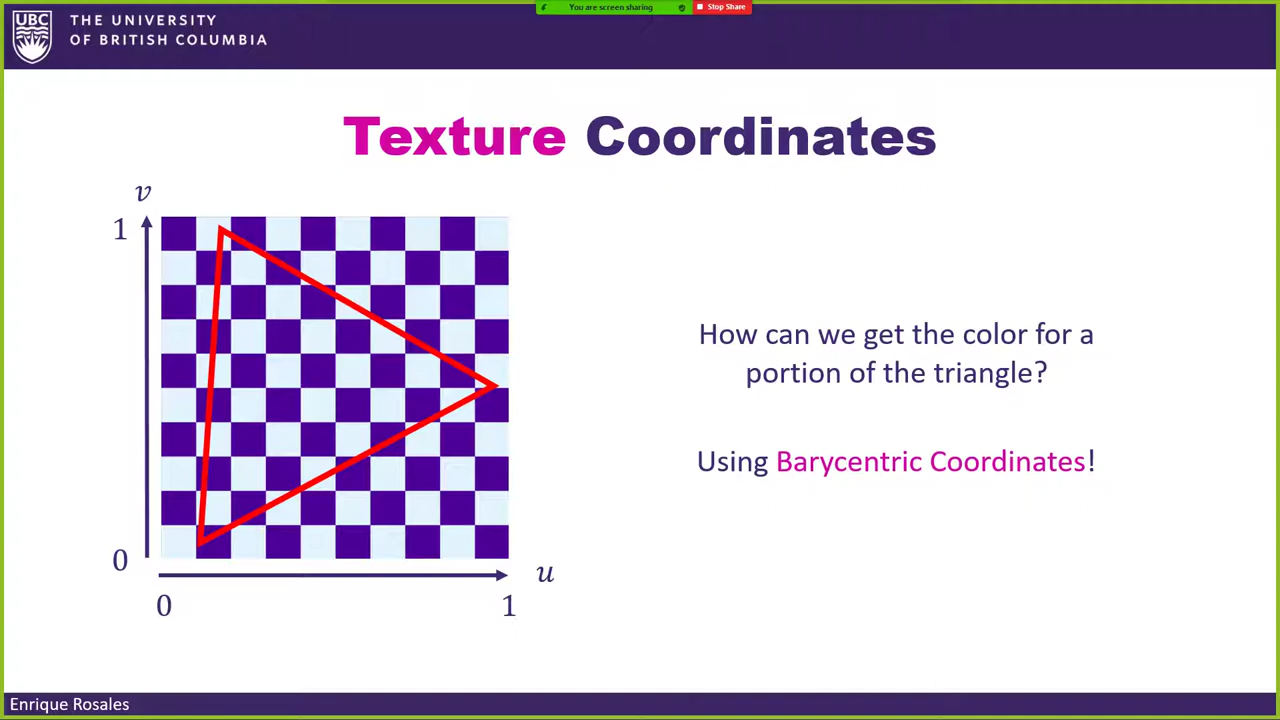 You are screen sharing
Stop Share
UBC
THE UNIVERSITY
OF BRITISH COLUMBIA
Texture Coordinates
v
1
0
u
0
1
How can we get the color for a
portion of the triangle?
Using Barycentric Coordinates!
Enrique Rosales